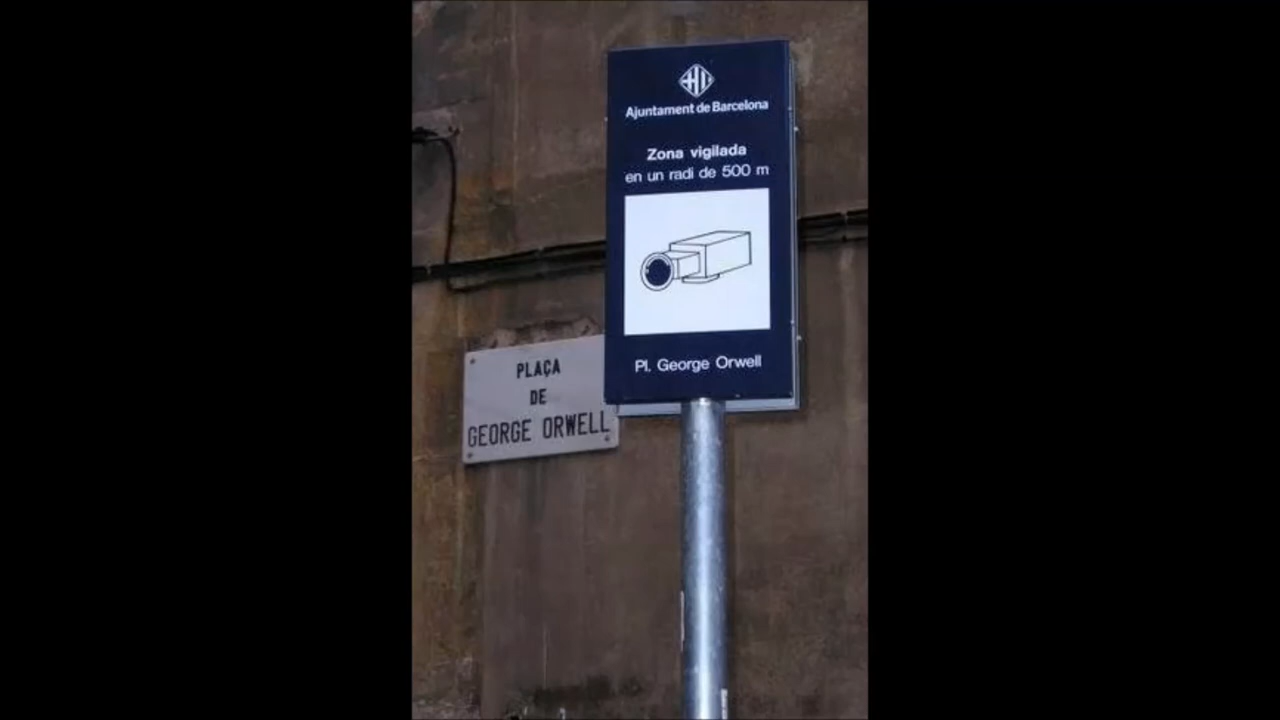 Ajuntament de Barcelona
Zona vigilada
en un radi de 500 m
Pl. George Orwell
PLAÇA
DE
GEORGE ORWELL